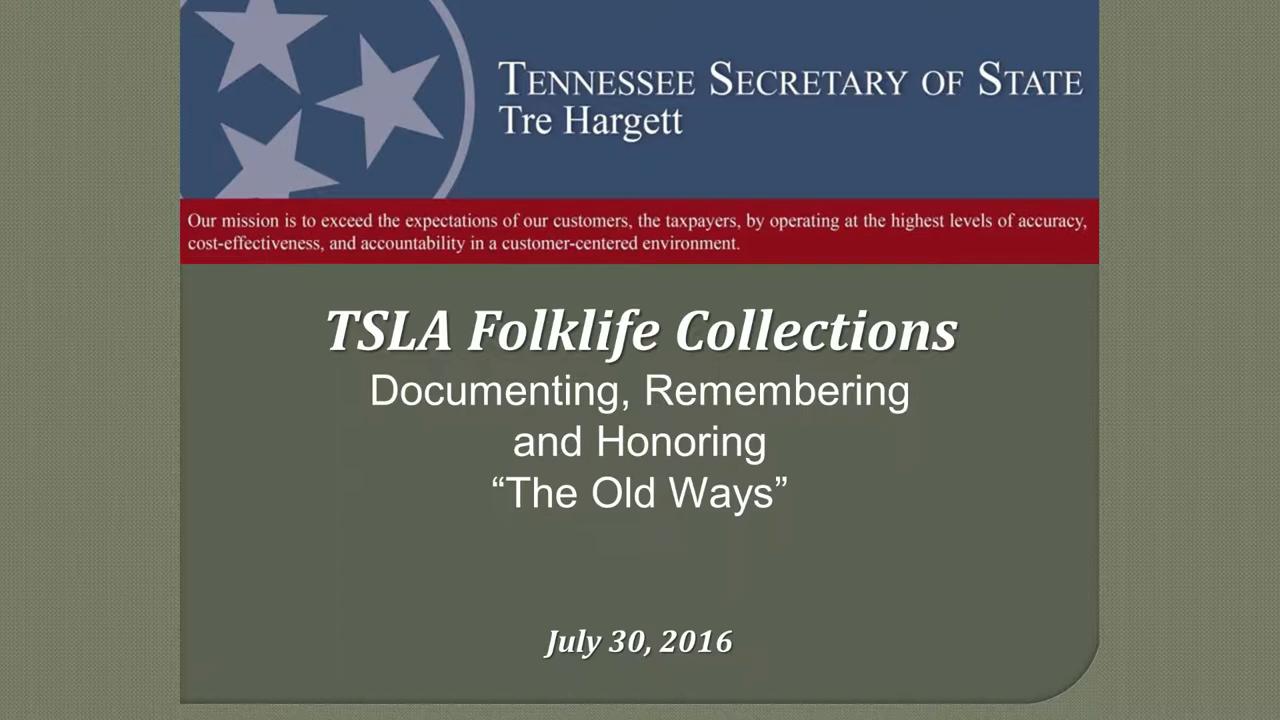 TENNESSEE SECRETARY OF STATE
Tre Hargett
Our mission is to exceed the expectations of our customers, the taxpayers, by operating at the highest levels of accuracy,
cost-effectiveness, and accountability in a customer-centered environment.
TSLA Folklife Collections
Documenting, Remembering
and Honoring
“The Old Ways”
July 30, 2016